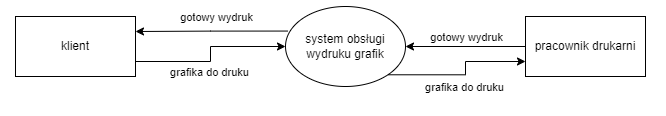 gotowy wydruk
klient
grafika do druku
system obsługi
wydruku grafik
gotowy wydruk
pracownik drukarni
grafika do druku